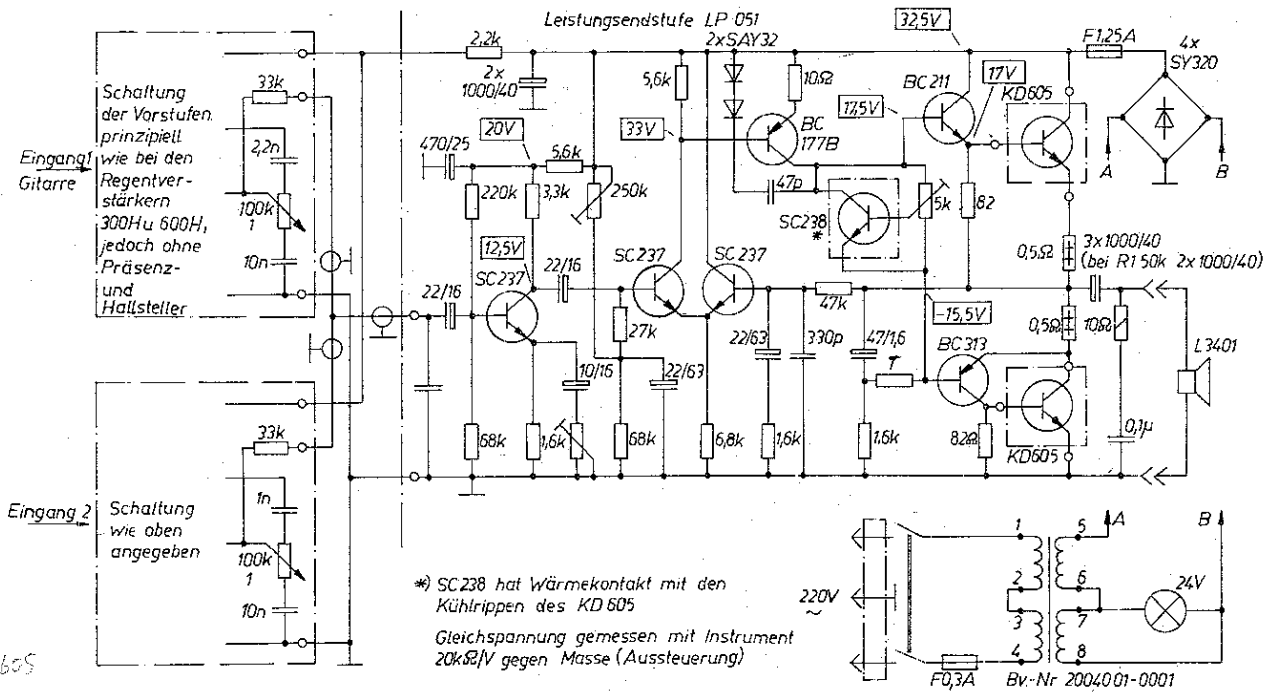 Leistungsendstufe LP 051
2xSAY32
32,5V
F1,25A
4x
SY320
2,2k
2x
1000/40
5,6k
10Ω
BC211
17V
KD605
33k
Schaltung
der Vorstufen
prinzipiell
wie bei den
Regentver-
stärkern
300Hu 600H,
jedoch ohne
Präsenz-
und
Hallsteller
Eingang1
Gitarre
2,2n
100k
1
10n
470/25
20V
5,6k
33V
BC
177B
17,5V
A
B
220k
3,3k
250k
47p
SC238
*
5k
82
12,5V
SC237
22/16
SC237
SC237
0,5Ω
3x1000/40
(bei R1 50k 2x1000/40)
22/16
27k
47k
-15,5V
0,5Ω
10Ω
22/63
330p
47/1,6
BC313
L3401
10/16
22/63
1
68k
1,6k
68k
6,8k
1,6k
1,6k
82Ω
KD605
0,1µ
33k
Eingang 2
Schaltung
wie oben
angegeben
1n
100k
1
10n
*) SC238 hat Wärmekontakt mit den
Kühlrippen des KD605
Gleichspannung gemessen mit Instrument
20kΩ/V gegen Masse (Aussteuerung)
220V
~
1
5
A
B
2
6
24V
3
7
4
8
F0,3A
Bv.-Nr 2004001-0001
605